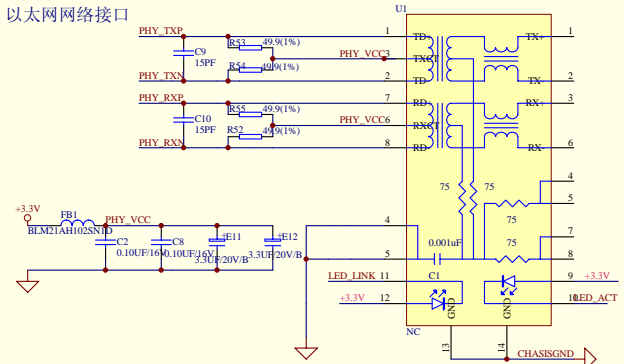 以太网网络接口
U1
PHY_TXP
R53
49.9(1%)
1
TD+
TX+
1
C9
15PF
PHY_VCC
3
TXCT
R54
49.9(1%)
PHY_TXN
2
TD-
TX-
2
PHY_RXP
7
RD+
RX+
3
R55
49.9(1%)
C10
15PF
PHY_VCC
6
RXCT
R52
49.9(1%)
PHY_RXN
8
RD-
RX-
6
4
75
75
5
+3.3V
FB1
PHY_VCC
BLM21AH102SN1D
4
75
7
C2
0.10UF/16V
C8
0.10UF/16V
E11
3.3UF/20V/B
E12
3.3UF/20V/B
0.001uF
75
5
8
LED_LINK
11
C1
9
+3.3V
+3.3V
12
GND
GND
10
LED_ACT
NC
13
14
CHASISGND